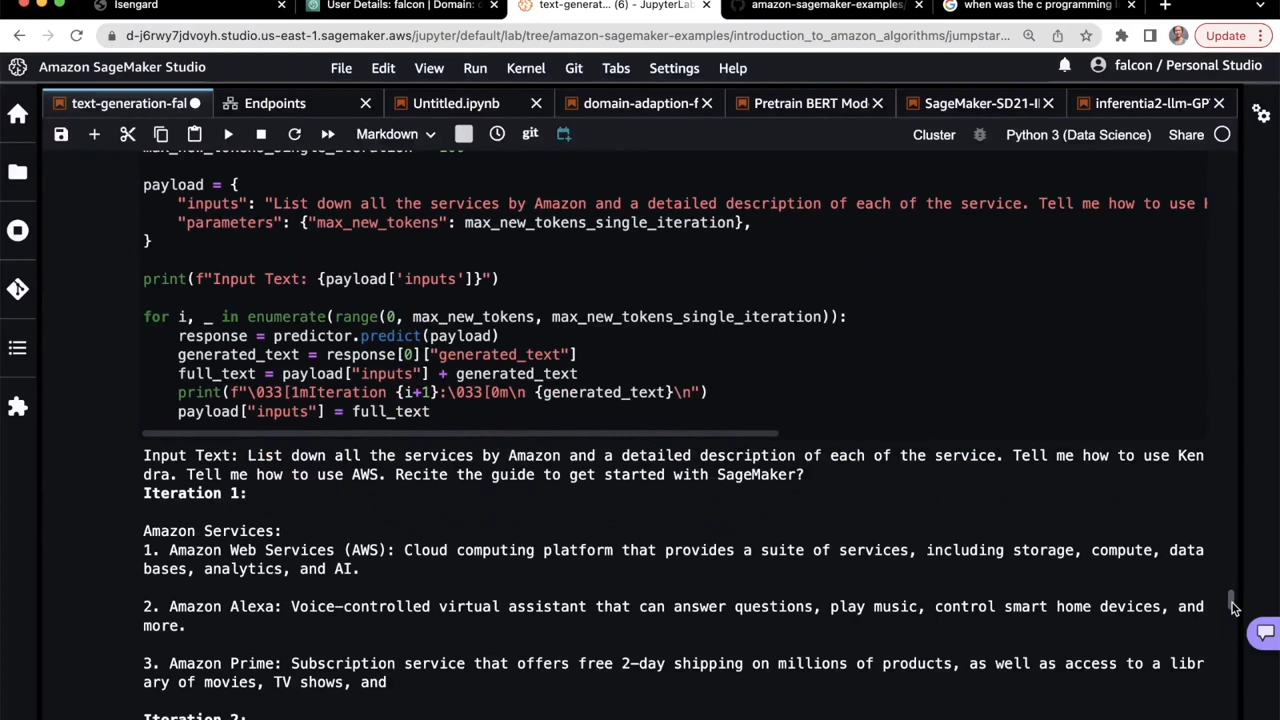 Isengard
User Details: falcon | Domain: c
text-generat... (6) - JupyterLab
amazon-sagemaker-examples/
when was the c programming l
d-j6rwy7jdvoyh.studio.us-east-1.sagemaker.aws/jupyter/default/lab/tree/amazon-sagemaker-examples/introduction_to_amazon_algorithms/jumpstar...
Update
Amazon SageMaker Studio
File Edit View Run Kernel Git Tabs Settings Help
falcon / Personal Studio
text-generation-fal
Endpoints
Untitled.ipynb
domain-adaption-f
Pretrain BERT Mod
SageMaker-SD21-I
inferentia2-llm-GP
Markdown
git
Cluster
Python 3 (Data Science)
Share
payload = {
"inputs": "List down all the services by Amazon and a detailed description of each of the service. Tell me how to use
"parameters": {"max_new_tokens": max_new_tokens_single_iteration},
}
print(f"Input Text: {payload['inputs']}")
for i, _ in enumerate(range(0, max_new_tokens, max_new_tokens_single_iteration)):
response = predictor.predict(payload)
generated_text = response[0]["generated_text"]
full_text = payload["inputs"] + generated_text
print(f"\033[1mIteration {i+1}:\033[0m\n {generated_text}\n")
payload["inputs"] = full_text
Input Text: List down all the services by Amazon and a detailed description of each of the service. Tell me how to use Ken
dra. Tell me how to use AWS. Recite the guide to get started with SageMaker?
Iteration 1:
Amazon Services:
1. Amazon Web Services (AWS): Cloud computing platform that provides a suite of services, including storage, compute, data
bases, analytics, and AI.
2. Amazon Alexa: Voice-controlled virtual assistant that can answer questions, play music, control smart home devices, and
more.
3. Amazon Prime: Subscription service that offers free 2-day shipping on millions of products, as well as access to a libr
ary of movies, TV shows, and
Iteration 2: